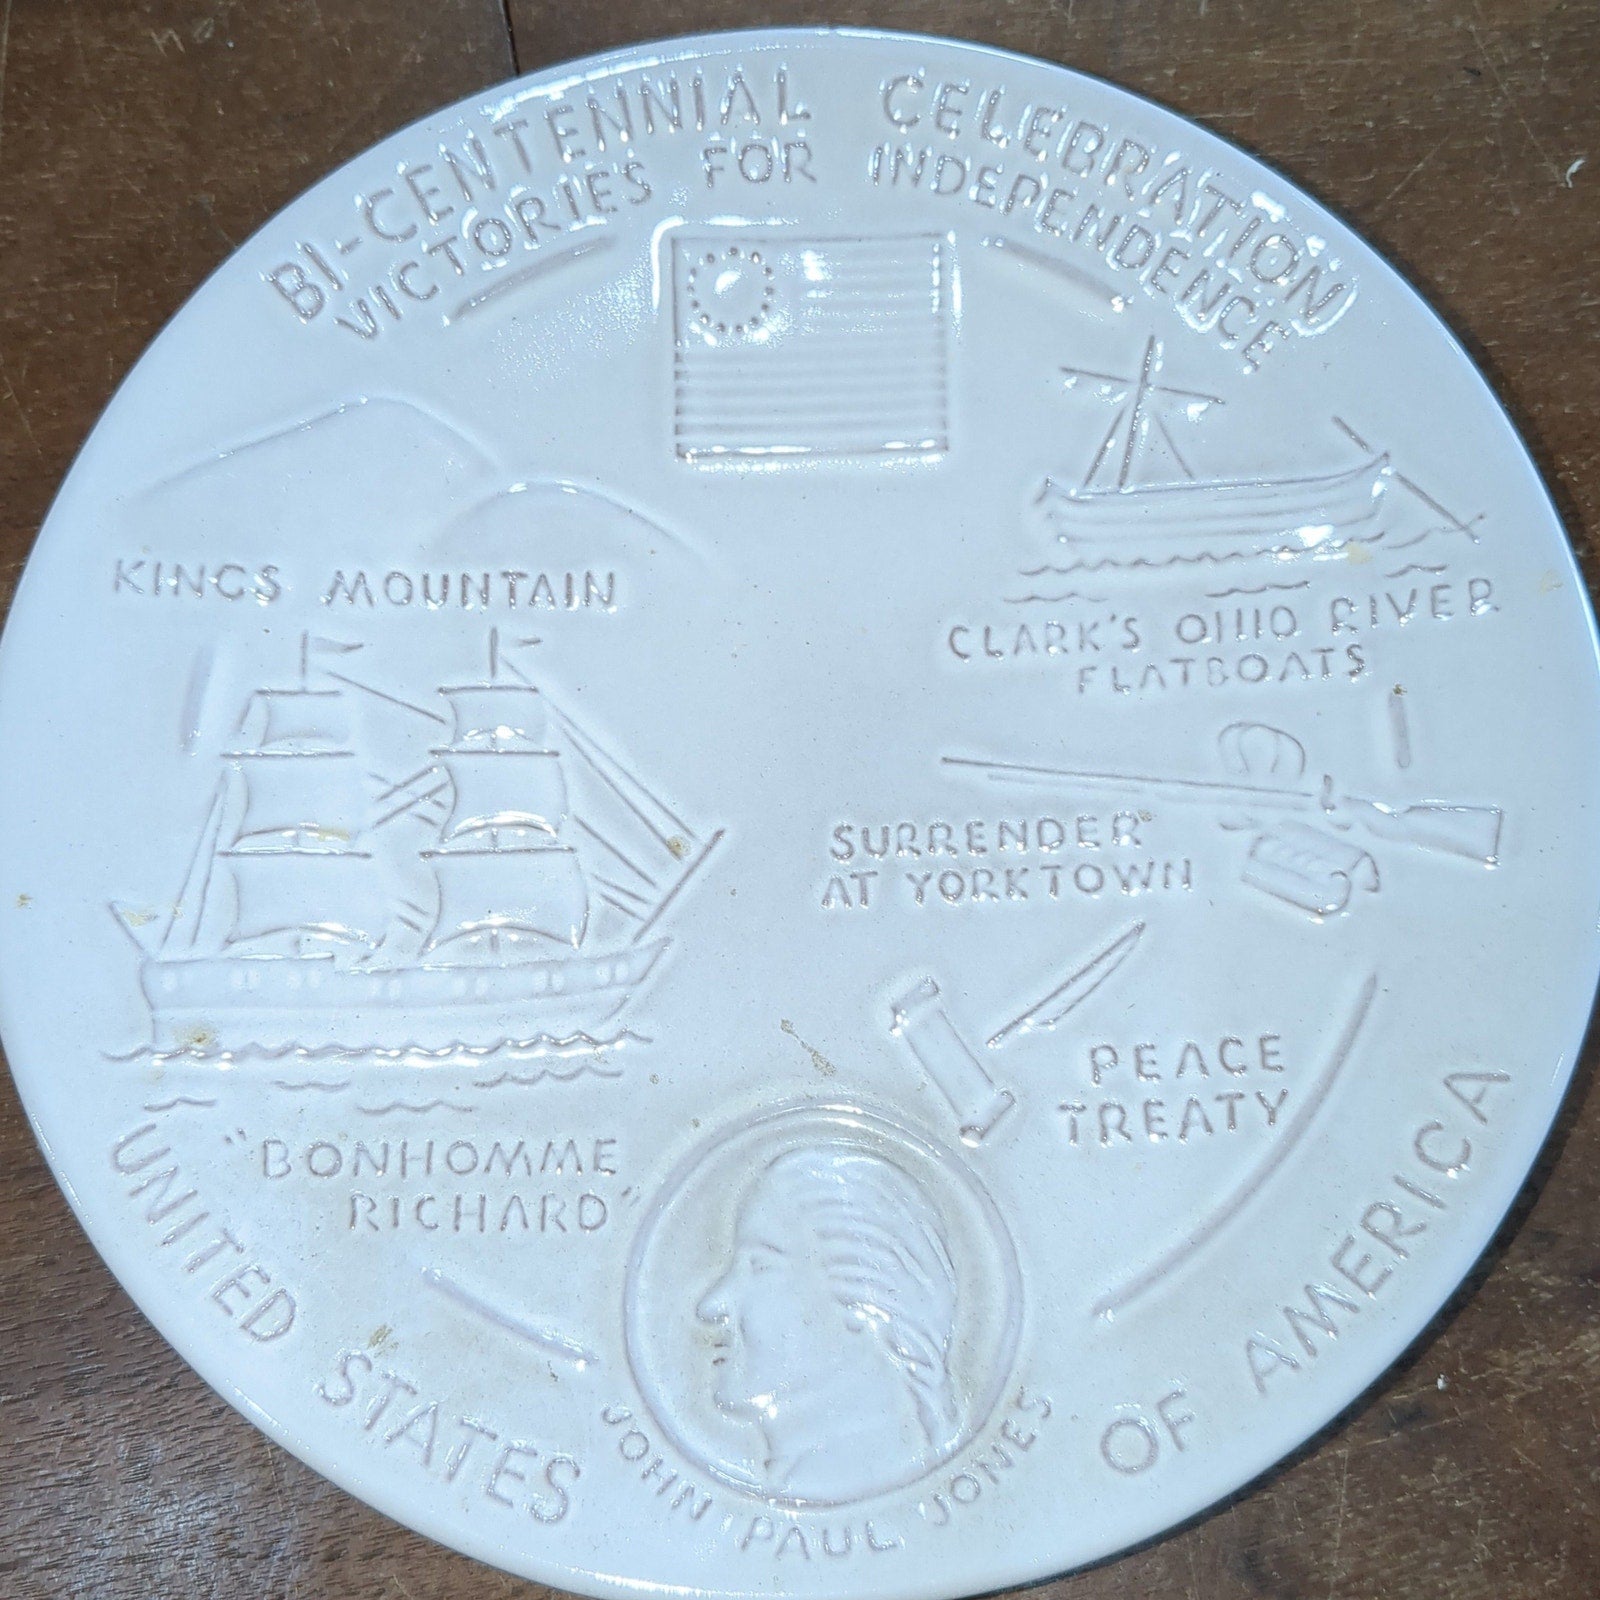 BI-CENTENNIAL CELEBRATION
VICTORIES FOR INDEPENDENCE
KINGS MOUNTAIN
CLARK'S OHIO RIVER
FLATBOATS
SURRENDER
AT YORKTOWN
PEACE
TREATY
"BONHOMME
RICHARD"
JOHN PAUL JONES
UNITED STATES OF AMERICA